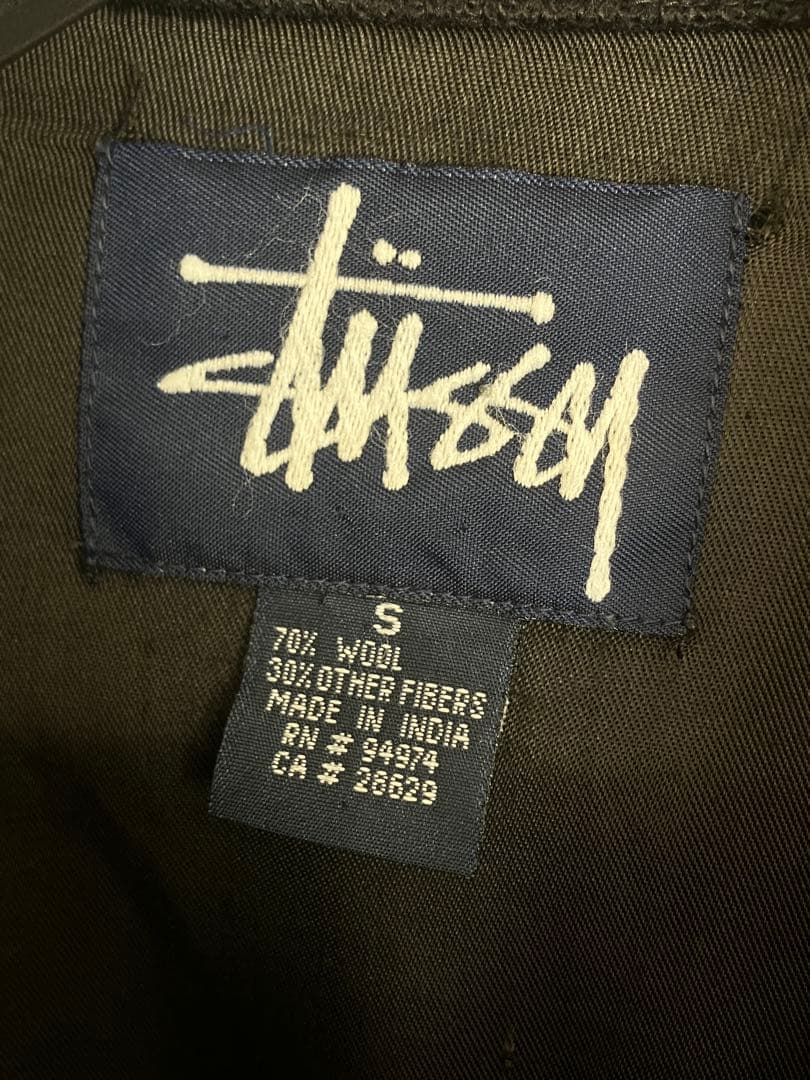 Stüssy
S
70% WOOL
30% OTHER FIBERS
MADE IN INDIA
RN # 94974
CA # 28629